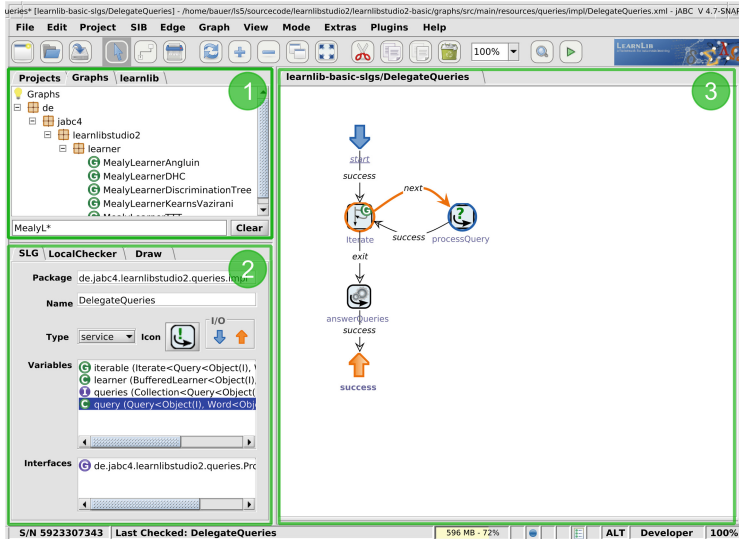 ueries* [learnlib-basic-slgs/DelegateQueries] - /home/bauer/ls5/sourcecode/learnlibstudio2/learnlibstudio2-basic/graphs/src/main/resources/queries/impl/DelegateQueries.xml - jABC V 4.7-SNAP
File Edit Project SIB Edge Graph View Mode Extras Plugins Help
100%
LEARNLIB
Projects Graphs learnlib
1
Graphs
de
jabc4
learnlibstudio2
learner
MealyLearnerAngluin
MealyLearnerDHC
MealyLearnerDiscriminationTree
MealyLearnerKearnsVazirani
MealyLearnerTTT
MealyL*
Clear
SLG LocalChecker Draw
2
Package de.jabc4.learnlibstudio2.queries.impl
Name DelegateQueries
Type service Icon I/O
Variables
G iterable (Iterate<Query<Object(I), \
C learner (BufferedLearner<Object(I),
I queries (Collection<Query<Object(
C query (Query<Object(I), Word<Obj
Interfaces
G de.jabc4.learnlibstudio2.queries.Pro
learnlib-basic-slgs/DelegateQueries
3
start
success
next
G
?
Iterate
success
processQuery
exit
answerQueries
success
success
S/N 5923307343 Last Checked: DelegateQueries 596 MB - 72% ALT Developer 100%